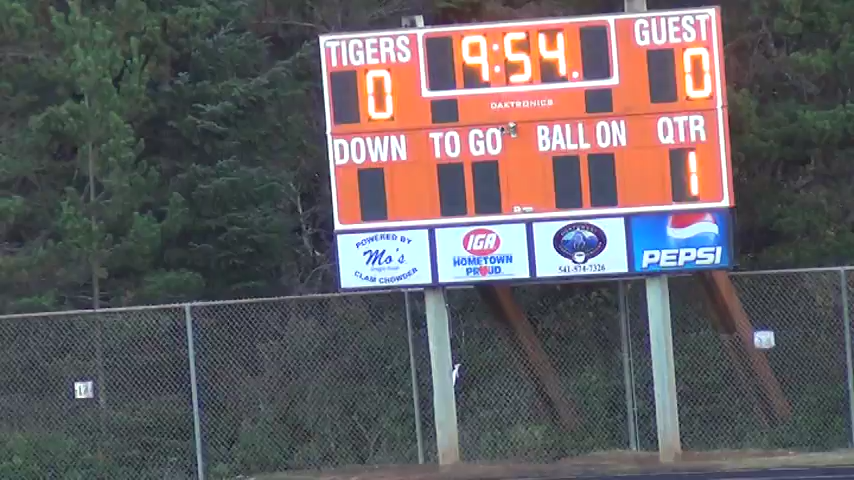 TIGERS 9:54. GUEST
0 0
DAKTRONICS
DOWN TO GO BALL ON QTR
1
POWERED BY
Mo's
CLAM CHOWDER
IGA
HOMETOWN
PROUD
541-574-7326
PEPSI